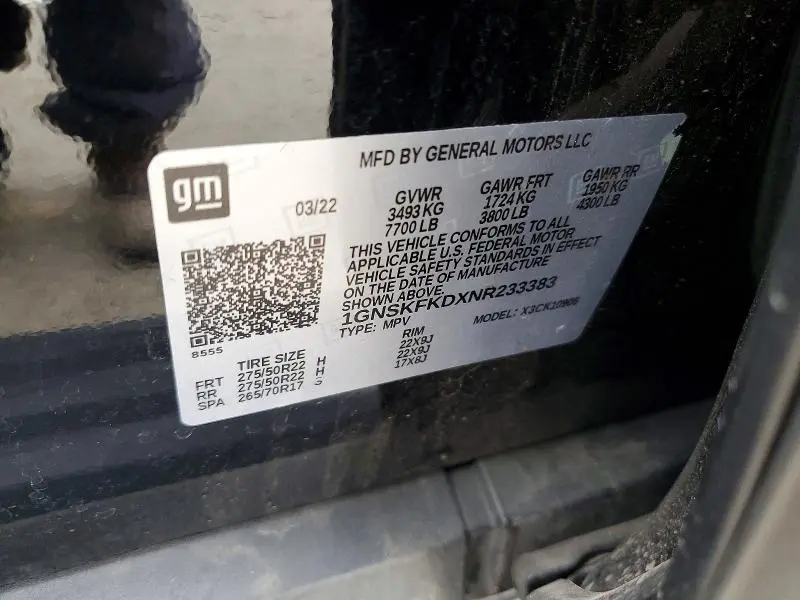 gm
MFD BY GENERAL MOTORS LLC
03/22
GVWR GAWR FRT GAWR RR
3493 KG 1724 KG 1950 KG
7700 LB 3800 LB 4300 LB
THIS VEHICLE CONFORMS TO ALL
APPLICABLE U.S. FEDERAL MOTOR
VEHICLE SAFETY STANDARDS IN EFFECT
ON THE DATE OF MANUFACTURE
SHOWN ABOVE.
1GNSKFKDXNR233383
TYPE: MPV MODEL: X3CK10906
8555
TIRE SIZE RIM
FRT 275/50R22 H 22X9J
RR 275/50R22 H 22X9J
SPA 265/70R17 S 17X8J